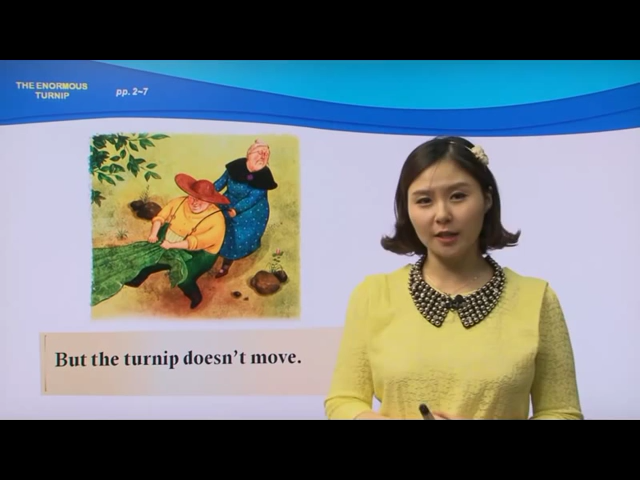 THE ENORMOUS
TURNIP
pp. 2~7
But the turnip doesn't move.